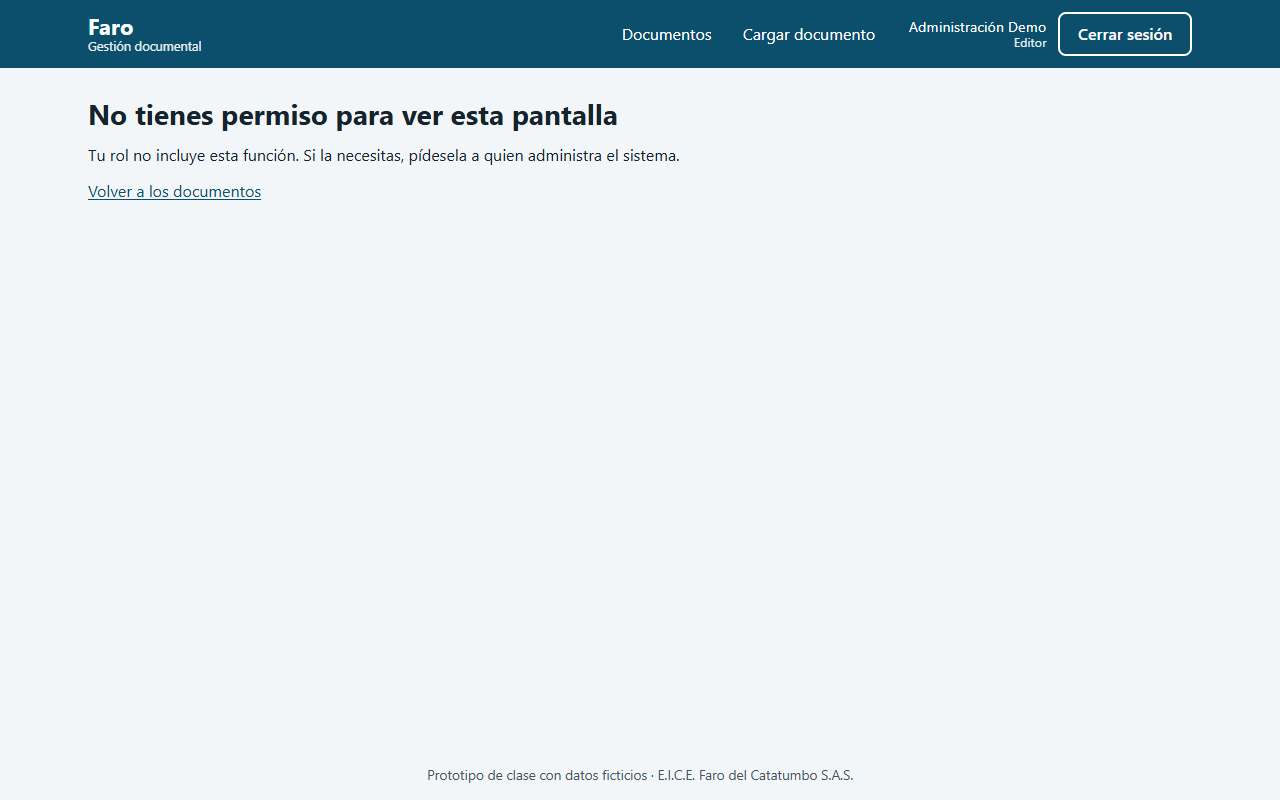 Faro
Gestión documental
Documentos
Cargar documento
Administración Demo
Editor
Cerrar sesión
No tienes permiso para ver esta pantalla
Tu rol no incluye esta función. Si la necesitas, pídesela a quien administra el sistema.
Volver a los documentos
Prototipo de clase con datos ficticios · E.I.C.E. Faro del Catatumbo S.A.S.